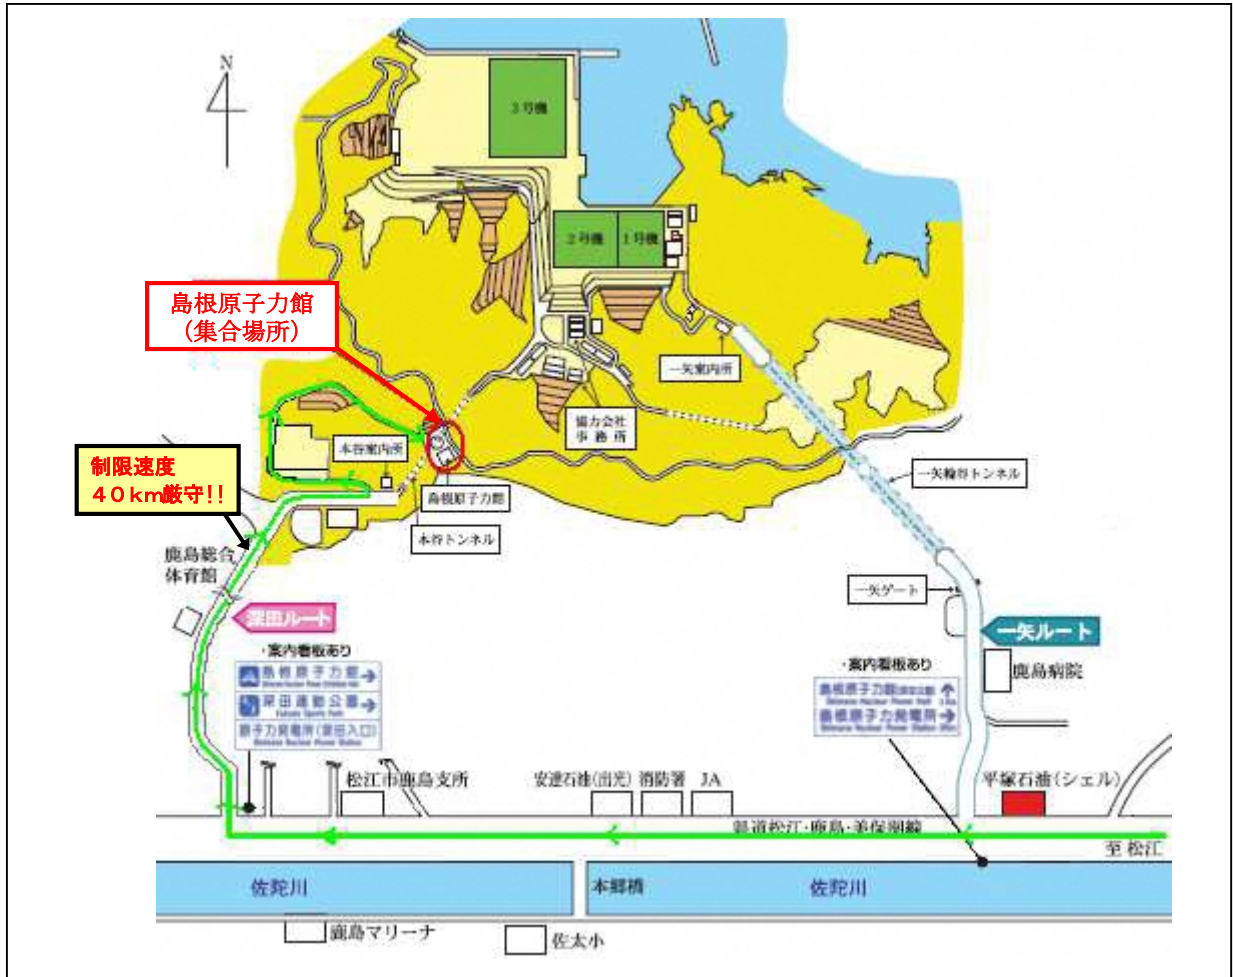 N
3号機
2号機
1号機
島根原子力館
(集合場所)
一矢案内所
協力会社
事務所
本谷案内所
制限速度
40km厳守!!
一矢輪谷トンネル
島根原子力館
本谷トンネル
鹿島総合
体育館
一矢ゲート
深田ルート
一矢ルート
・案内看板あり
島根原子力館
深田運動公園
原子力発電所(深田入口)
Shimane Nuclear Power Station
・案内看板あり
島根原子力館
島根原子力発電所
鹿島病院
松江市鹿島支所
安達石油(出光)
消防署
JA
平塚石油(シェル)
県道松江・鹿島・美保関線
至 松江
佐陀川
本郷橋
佐陀川
鹿島マリーナ
佐太小